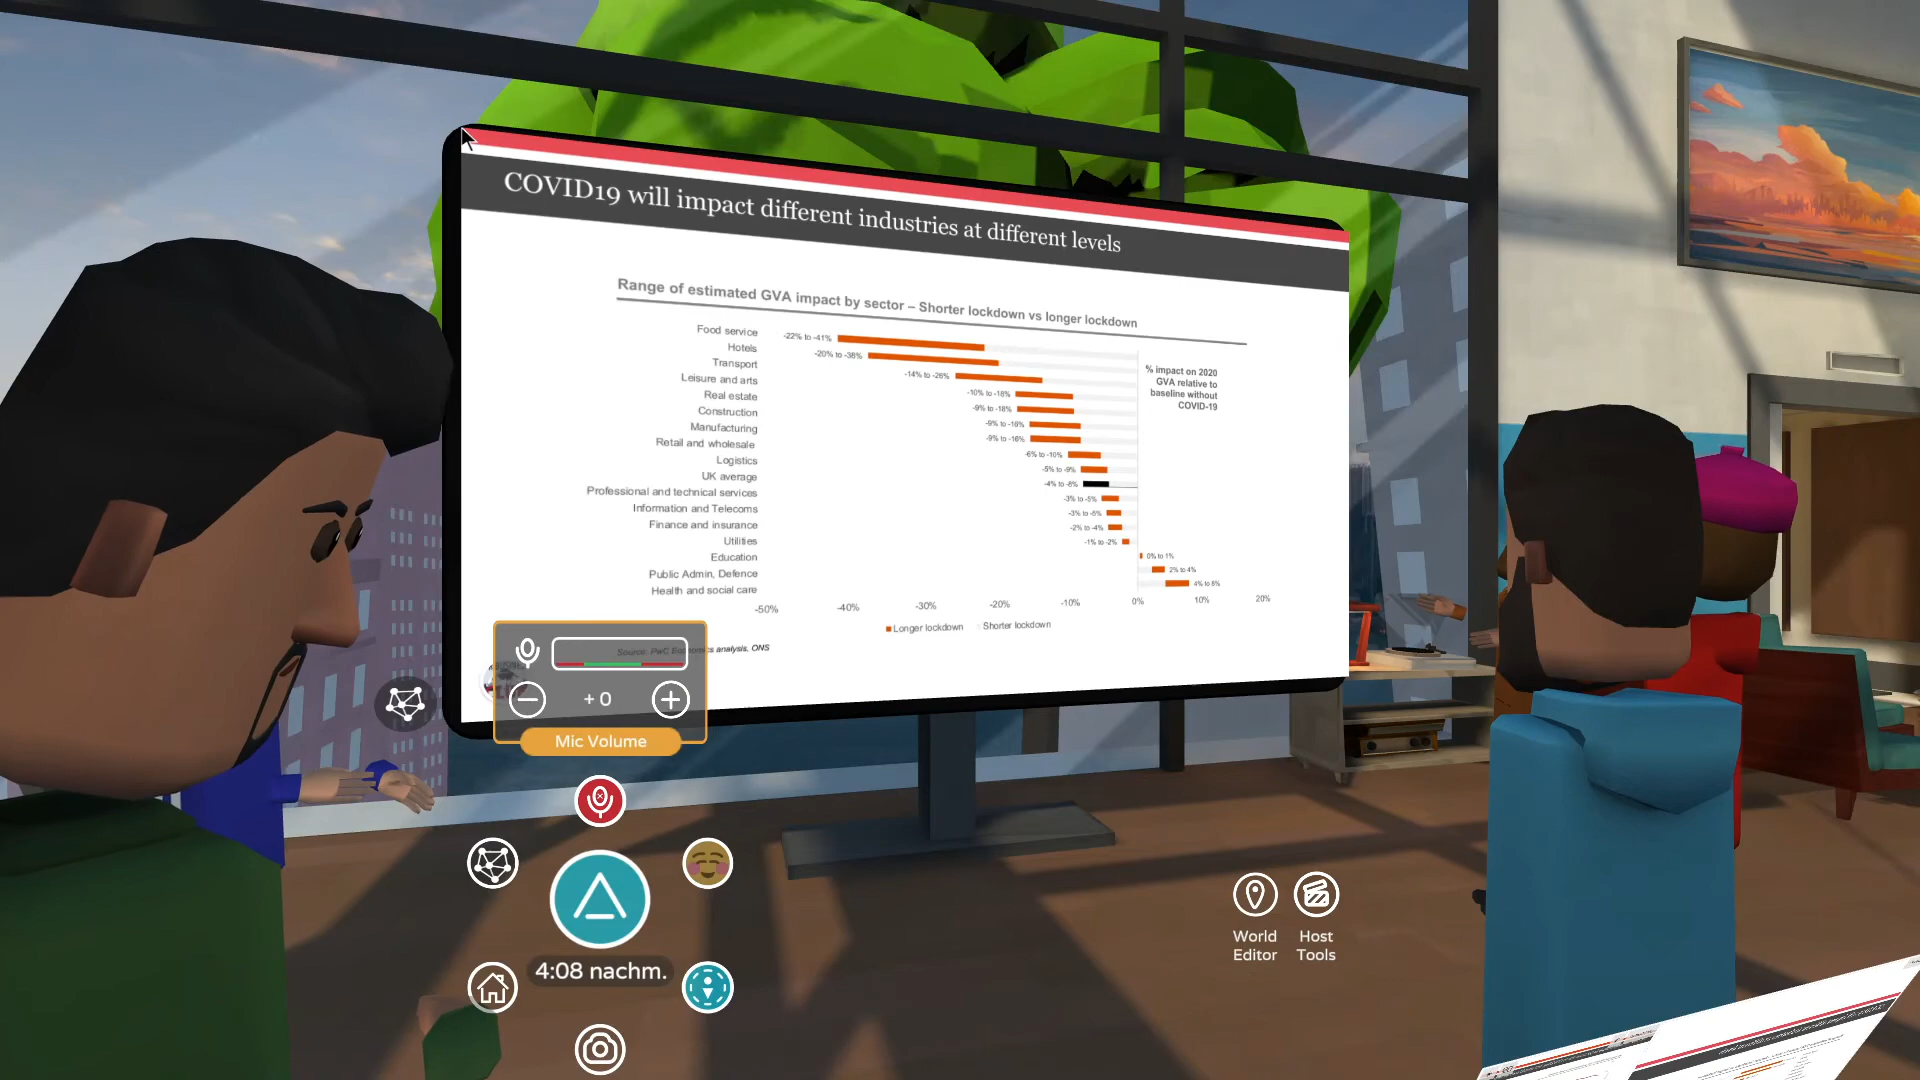 COVID19 will impact different industries at different levels
Range of estimated GVA impact by sector – Shorter lockdown vs longer lockdown
Food service -22% to -41%
Hotels -20% to -38%
Transport -14% to -26%
Leisure and arts -10% to -18%
Real estate -9% to -18%
Construction -9% to -16%
Manufacturing -9% to -16%
Retail and wholesale -6% to -10%
Logistics -5% to -9%
UK average -4% to -8%
Professional and technical services -3% to -5%
Information and Telecoms -3% to -5%
Finance and insurance -2% to -4%
Utilities -1% to -2%
Education 0% to 1%
Public Admin, Defence 2% to 4%
Health and social care 4% to 8%
% impact on 2020
GVA relative to
baseline without
COVID-19
-50% -40% -30% -20% -10% 0% 10% 20%
Longer lockdown Shorter lockdown
Source: PwC Economics analysis, ONS
+ 0
Mic Volume
4:08 nachm.
World
Editor
Host
Tools